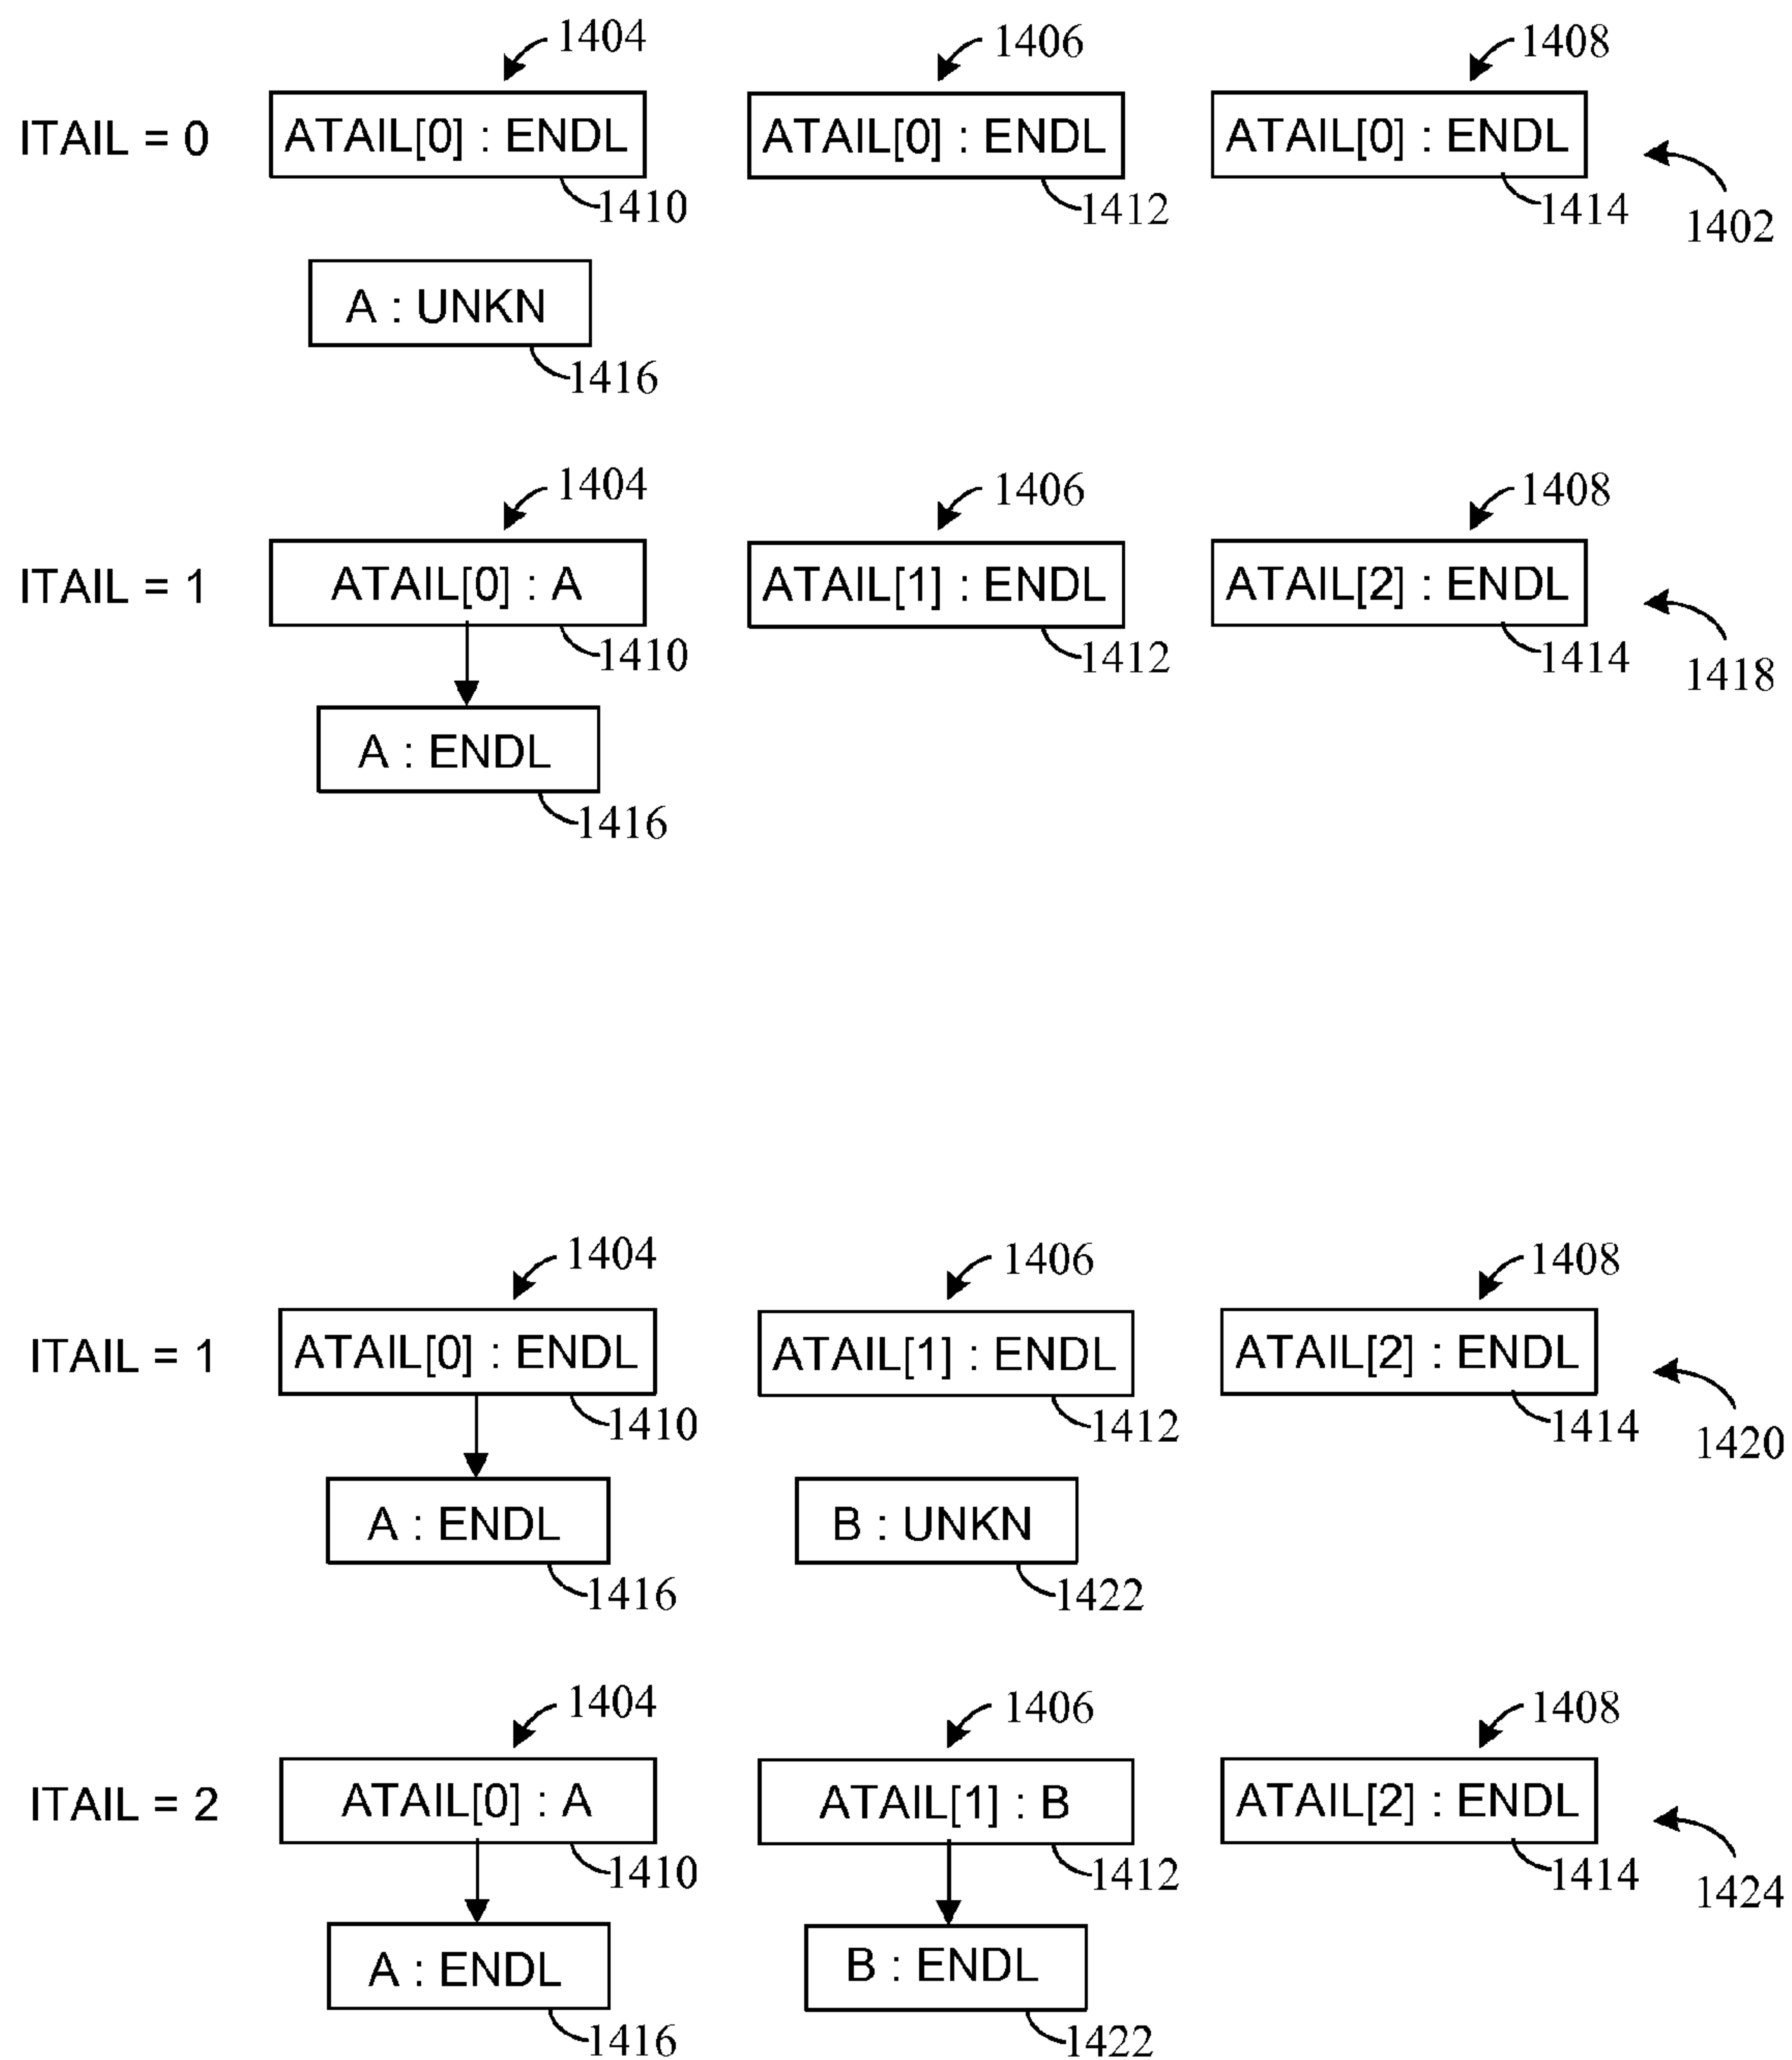 1404 1406 1408
ITAIL = 0 ATAIL[0] : ENDL ATAIL[0] : ENDL ATAIL[0] : ENDL
1410 1412 1414 1402
A : UNKN
1416
1404 1406 1408
ITAIL = 1 ATAIL[0] : A ATAIL[1] : ENDL ATAIL[2] : ENDL
1410 1412 1414 1418
A : ENDL
1416
1404 1406 1408
ITAIL = 1 ATAIL[0] : ENDL ATAIL[1] : ENDL ATAIL[2] : ENDL
1410 1412 1414 1420
A : ENDL B : UNKN
1416 1422
1404 1406 1408
ITAIL = 2 ATAIL[0] : A ATAIL[1] : B ATAIL[2] : ENDL
1410 1412 1414 1424
A : ENDL B : ENDL
1416 1422